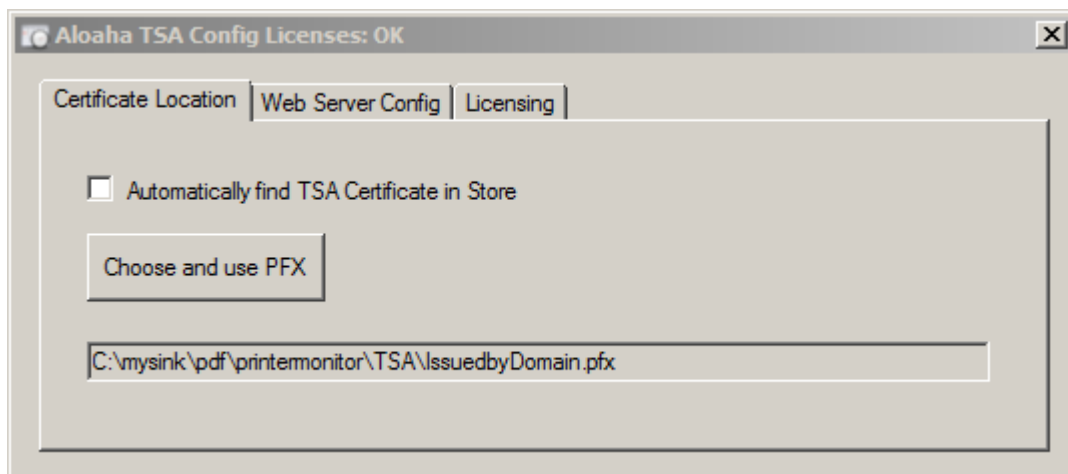 Aloaha TSA Config Licenses: OK
Certificate Location Web Server Config Licensing
Automatically find TSA Certificate in Store
Choose and use PFX
C:\mysink\pdf\printermonitor\TSA\IssuedbyDomain.pfx